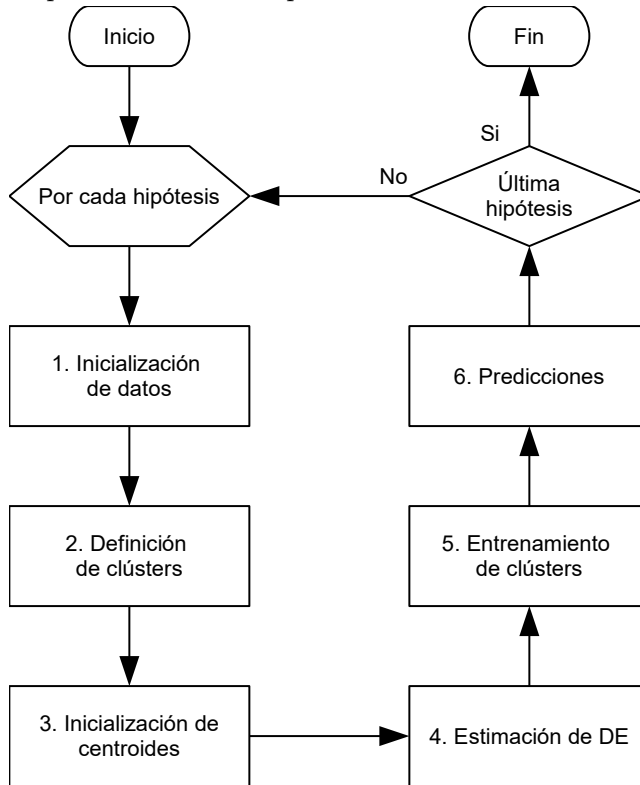 Inicio
Fin
Si
Por cada hipótesis
No
Última
hipótesis
1. Inicialización
de datos
6. Predicciones
2. Definición
de clústers
5. Entrenamiento
de clústers
3. Inicialización de
centroides
4. Estimación de DE